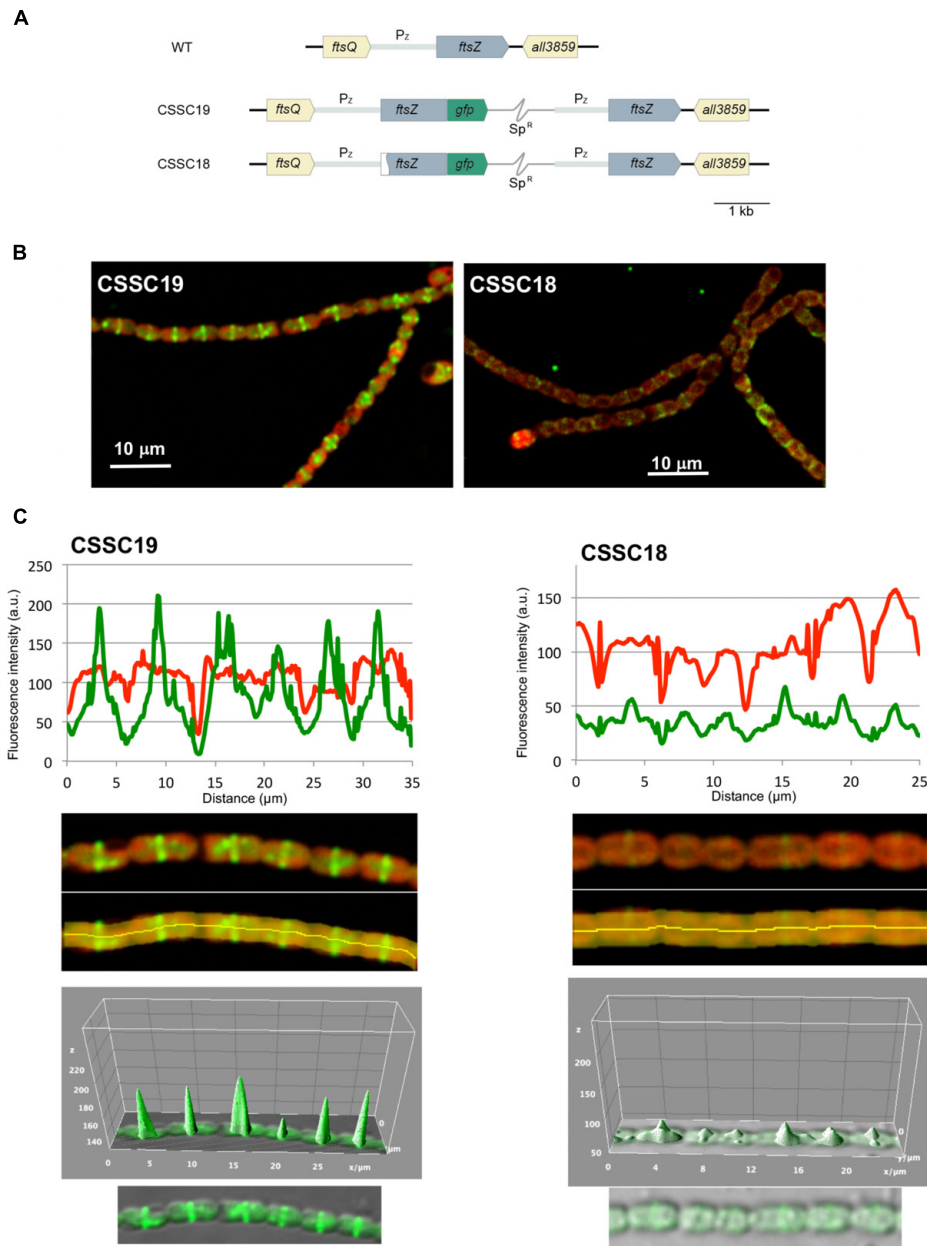 A
WT
ftsQ
Pz
ftsZ
all3859
CSSC19
ftsQ
Pz
ftsZ
gfp
SpR
Pz
ftsZ
all3859
CSSC18
ftsQ
Pz
ftsZ
gfp
SpR
Pz
ftsZ
all3859
1 kb
B
CSSC19
10 µm
CSSC18
10 µm
C
CSSC19
Fluorescence intensity (a.u.)
250
200
150
100
50
0
0 5 10 15 20 25 30 35
Distance (µm)
CSSC18
Fluorescence intensity (a.u.)
150
100
50
0
0 5 10 15 20 25
Distance (µm)
z
220
200
180
160
140
0
µm
0 5 10 15 20 x/µm
z
200
150
100
50
0
y/µm
0 4 8 12 16 20 x/µm